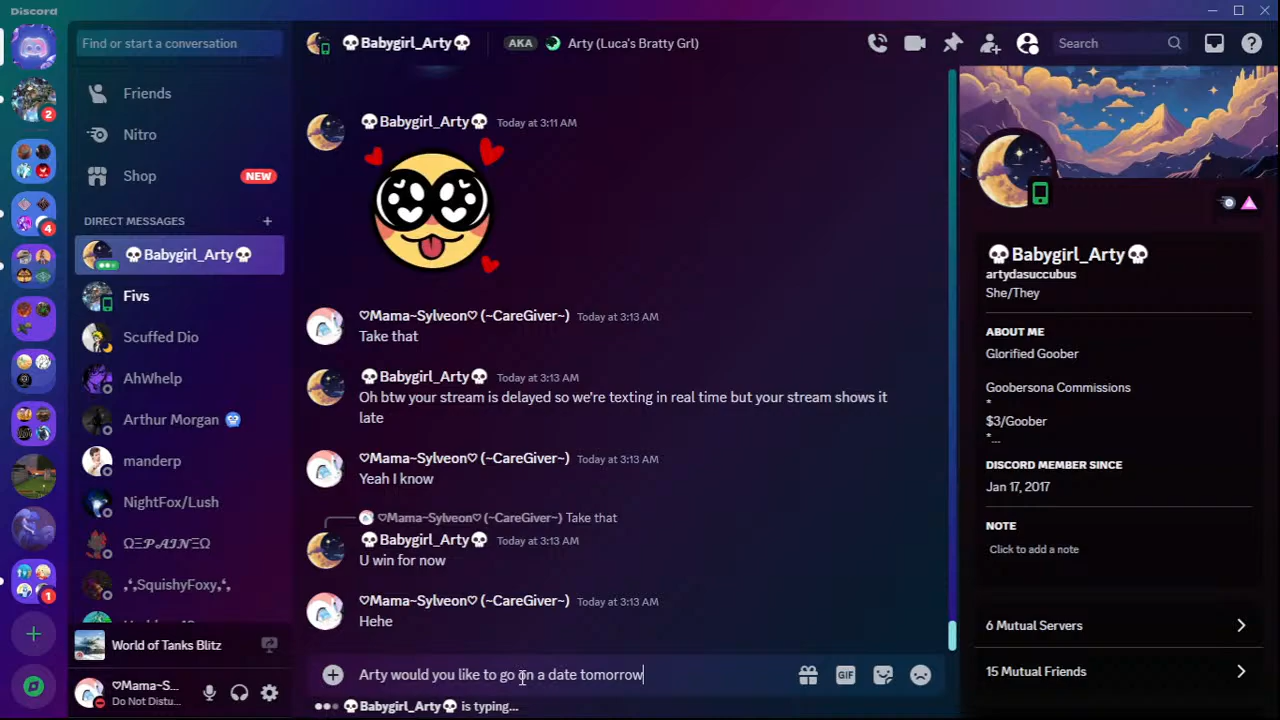 Discord
Find or start a conversation
💀Babygirl_Arty💀
AKA
Arty (Luca's Bratty Grl)
Search
Friends
Nitro
Shop
NEW
DIRECT MESSAGES
💀Babygirl_Arty💀
Fivs
Scuffed Dio
AhWhelp
Arthur Morgan
manderp
NightFox/Lush
ΩΞ𝓟𝓐𝓘𝓝ΞΩ
,⁛,SquishyFoxy,⁛,
World of Tanks Blitz
♡Mama~S...
Do Not Distu...
2
4
1
💀Babygirl_Arty💀 Today at 3:11 AM
♡Mama~Sylveon♡ (~CareGiver~) Today at 3:13 AM
Take that
💀Babygirl_Arty💀 Today at 3:13 AM
Oh btw your stream is delayed so we're texting in real time but your stream shows it
late
♡Mama~Sylveon♡ (~CareGiver~) Today at 3:13 AM
Yeah I know
♡Mama~Sylveon♡ (~CareGiver~) Take that
💀Babygirl_Arty💀 Today at 3:13 AM
U win for now
♡Mama~Sylveon♡ (~CareGiver~) Today at 3:13 AM
Hehe
Arty would you like to go on a date tomorrow
GIF
💀Babygirl_Arty💀 is typing...
💀Babygirl_Arty💀
artydasuccubus
She/They
ABOUT ME
Glorified Goober
Goobersona Commissions
*
$3/Goober
*...
DISCORD MEMBER SINCE
Jan 17, 2017
NOTE
Click to add a note
6 Mutual Servers
15 Mutual Friends